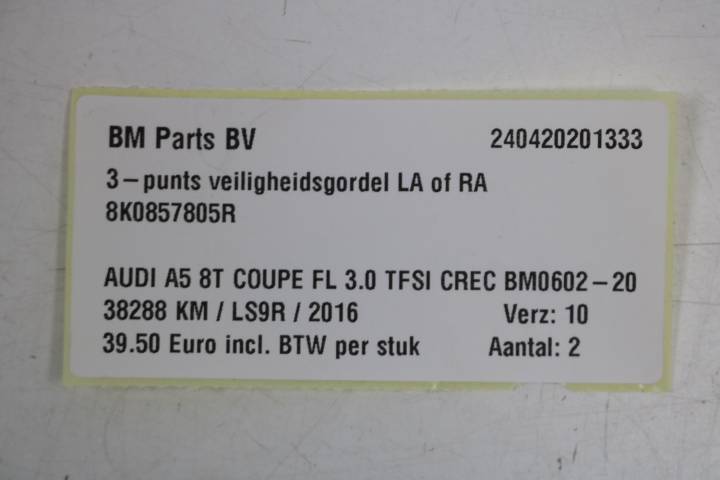 BM Parts BV 240420201333
3-punts veiligheidsgordel LA of RA
8K0857805R
AUDI A5 8T COUPE FL 3.0 TFSI CREC BM0602-20
38288 KM / LS9R / 2016 Verz: 10
39.50 Euro incl. BTW per stuk Aantal: 2